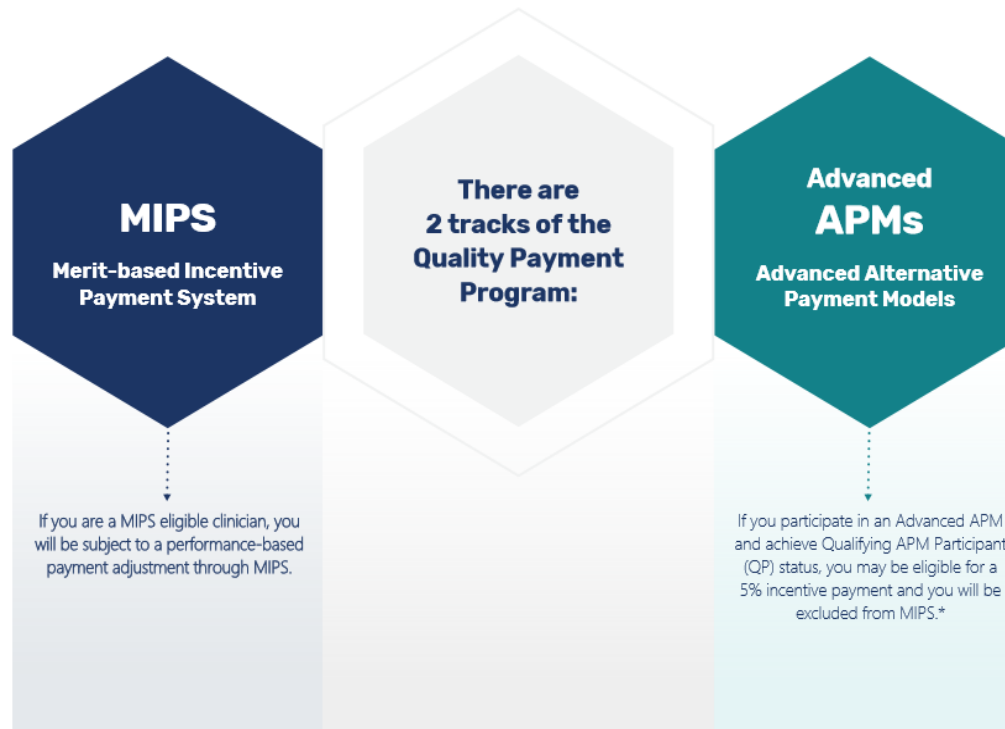 MIPS
Merit-based Incentive
Payment System
If you are a MIPS eligible clinician, you
will be subject to a performance-based
payment adjustment through MIPS.
There are
2 tracks of the
Quality Payment
Program:
Advanced
APMs
Advanced Alternative
Payment Models
If you participate in an Advanced APM
and achieve Qualifying APM Participant
(QP) status, you may be eligible for a
5% incentive payment and you will be
excluded from MIPS.*